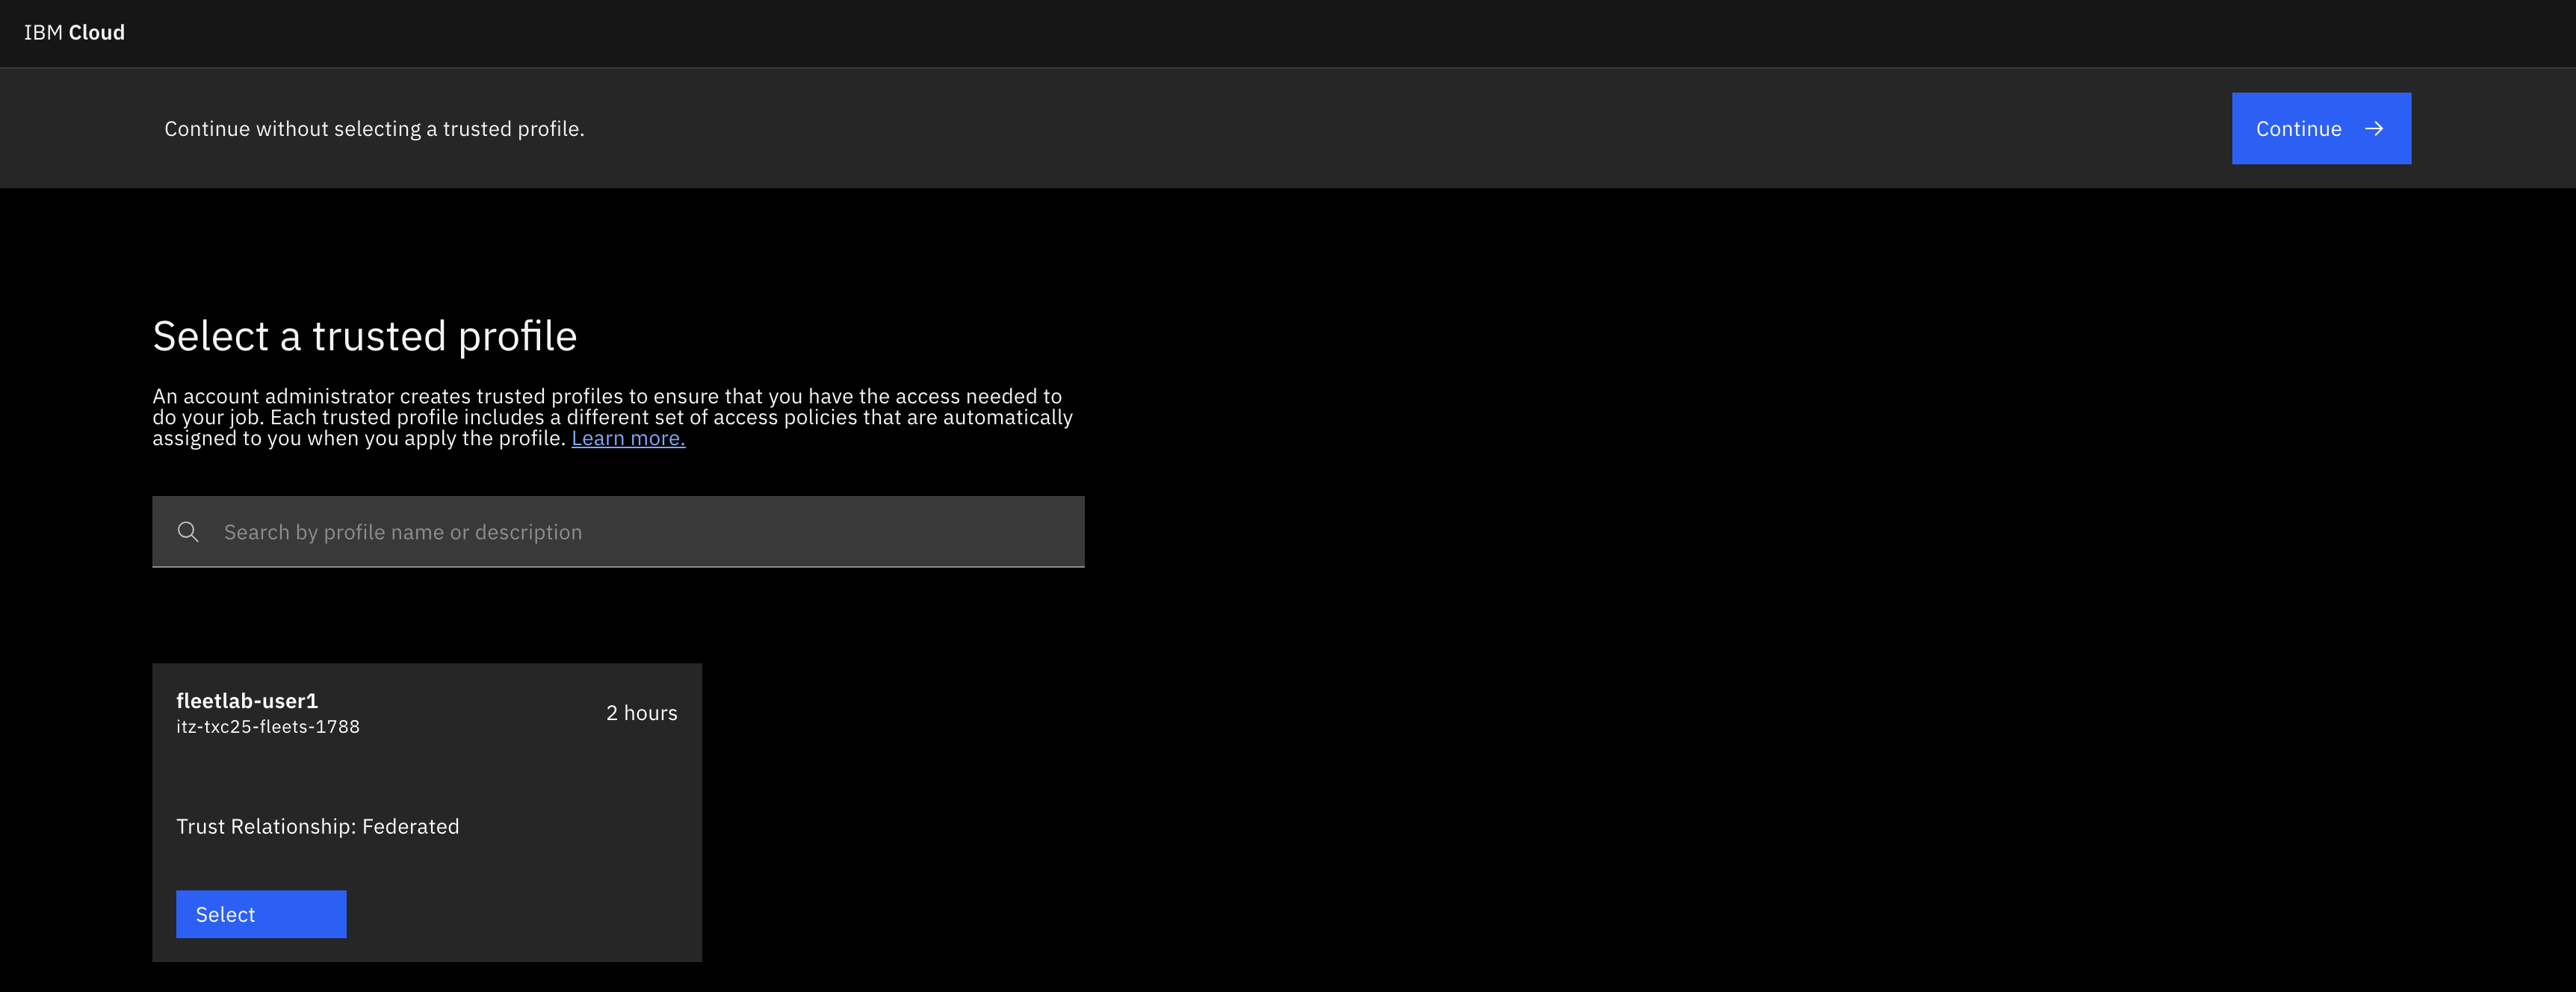 IBM Cloud
Continue without selecting a trusted profile.
Continue
Select a trusted profile
An account administrator creates trusted profiles to ensure that you have the access needed to
do your job. Each trusted profile includes a different set of access policies that are automatically
assigned to you when you apply the profile. Learn more.
Search by profile name or description
fleetlab-user1
2 hours
itz-txc25-fleets-1788
Trust Relationship: Federated
Select